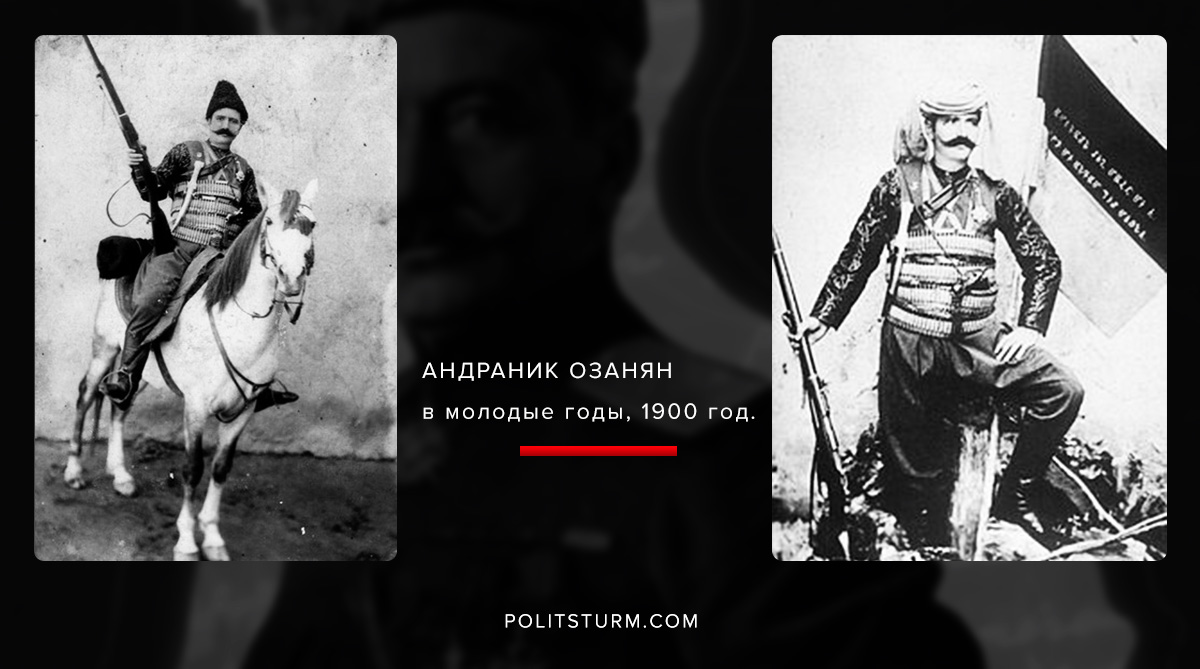 АНДРАНИК ОЗАНЯН
в молодые годы, 1900 год.
POLITSTURM.COM